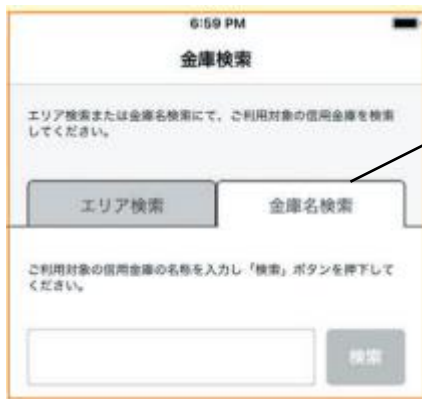 6:59 PM
金庫検索
エリア検索または金庫名検索にて、ご利用対象の信用金庫を検索
してください。
エリア検索
金庫名検索
ご利用対象の信用金庫の名称を入力し「検索」ボタンを押下して
ください。
検索